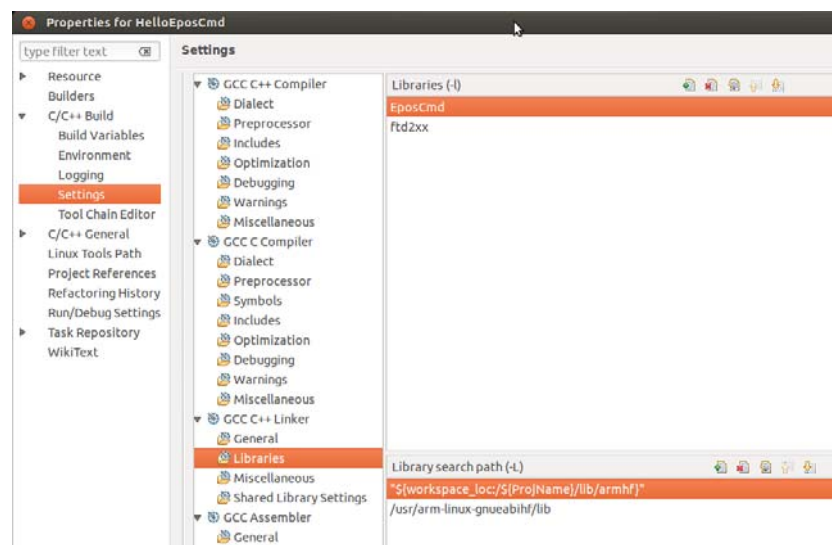 Properties for HelloEposCmd
type filter text
Settings
Resource
Builders
C/C++ Build
Build Variables
Environment
Logging
Settings
Tool Chain Editor
C/C++ General
Linux Tools Path
Project References
Refactoring History
Run/Debug Settings
Task Repository
WikiText
GCC C++ Compiler
Dialect
Preprocessor
Includes
Optimization
Debugging
Warnings
Miscellaneous
GCC C Compiler
Dialect
Preprocessor
Symbols
Includes
Optimization
Debugging
Warnings
Miscellaneous
GCC C++ Linker
General
Libraries
Miscellaneous
Shared Library Settings
GCC Assembler
General
Libraries (-l)
EposCmd
ftd2xx
Library search path (-L)
"${workspace_loc:/${ProjName}/lib/armhf}"
/usr/arm-linux-gnueabihf/lib